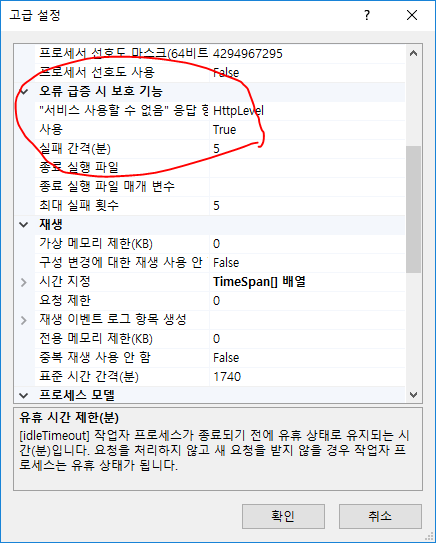 고급 설정
프로세서 선호도 마스크(64비트 4294967295
프로세서 선호도 사용 False
오류 급증 시 보호 기능
"서비스 사용할 수 없음" 응답 형 HttpLevel
사용 True
실패 간격(분) 5
종료 실행 파일
종료 실행 파일 매개 변수
최대 실패 횟수 5
재생
가상 메모리 제한(KB) 0
구성 변경에 대한 재생 사용 안 False
시간 지정 TimeSpan[] 배열
요청 제한 0
재생 이벤트 로그 항목 생성
전용 메모리 제한(KB) 0
중복 재생 사용 안 함 False
표준 시간 간격(분) 1740
프로세스 모델
유휴 시간 제한(분)
[idleTimeout] 작업자 프로세스가 종료되기 전에 유휴 상태로 유지되는 시
간(분)입니다. 요청을 처리하지 않고 새 요청을 받지 않을 경우 작업자 프
로세스는 유휴 상태가 됩니다.
확인 취소